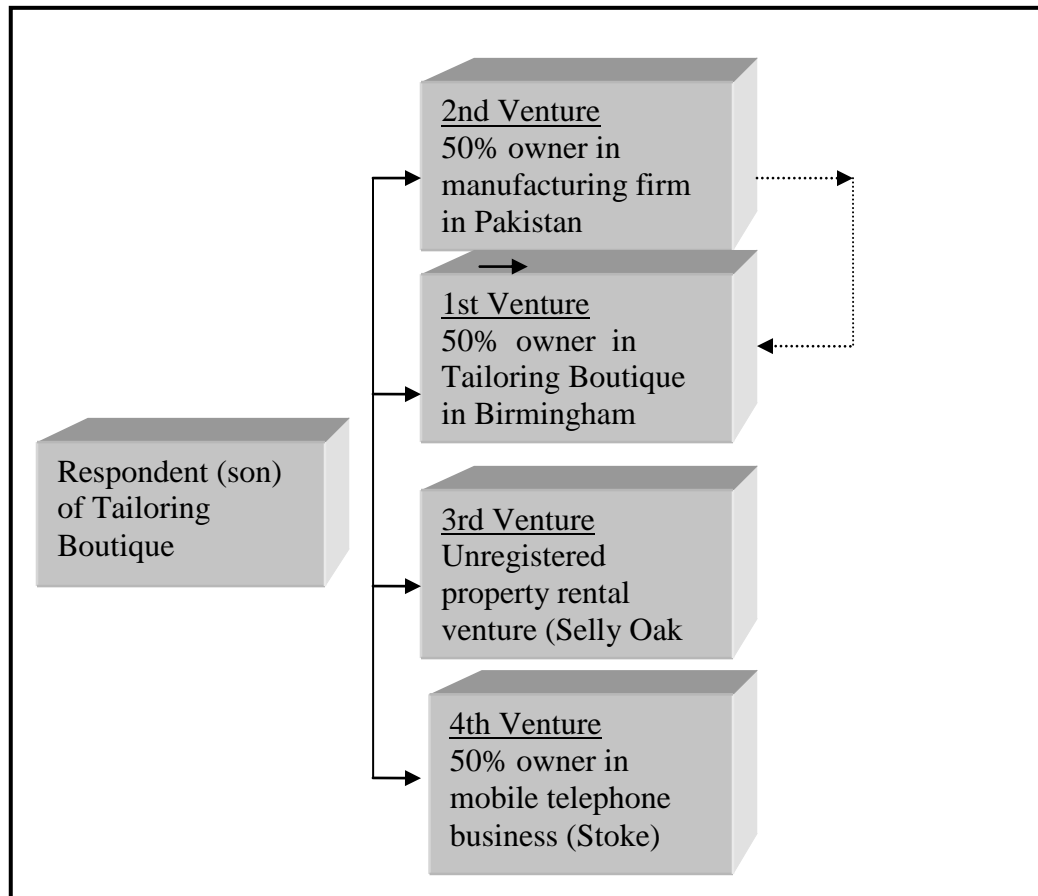 2nd Venture
50% owner in
manufacturing firm
in Pakistan
1st Venture
50% owner in
Tailoring Boutique
in Birmingham
Respondent (son)
of Tailoring
Boutique
3rd Venture
Unregistered
property rental
venture (Selly Oak
4th Venture
50% owner in
mobile telephone
business (Stoke)